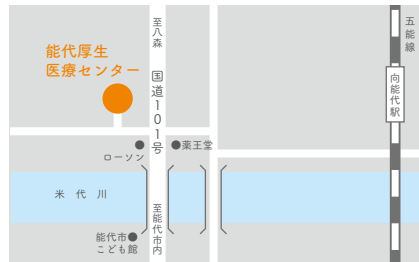 至八森
五能線
能代厚生
医療センター
国道101号
向能代駅
薬王堂
ローソン
米代川
至能代市内
能代市
こども館